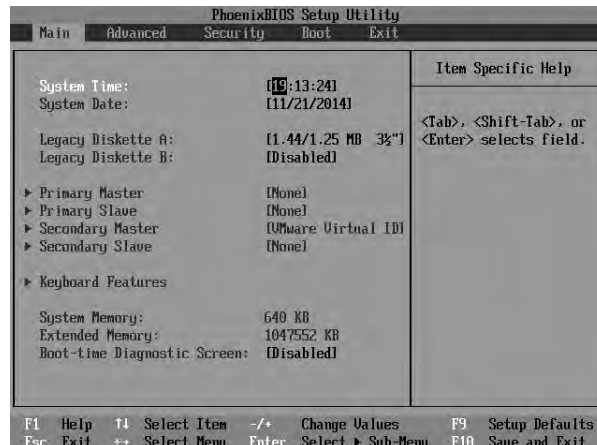 PhoenixBIOS Setup Utility
Main Advanced Security Boot Exit
Item Specific Help
System Time: [19:13:24]
System Date: [11/21/2014]
<Tab>, <Shift-Tab>, or
<Enter> selects field.
Legacy Diskette A: [1.44/1.25 MB 3½"]
Legacy Diskette B: [Disabled]
▶ Primary Master [None]
▶ Primary Slave [None]
▶ Secondary Master [VMware Virtual ID]
▶ Secondary Slave [None]
▶ Keyboard Features
System Memory: 640 KB
Extended Memory: 1047552 KB
Boot-time Diagnostic Screen: [Disabled]
F1 Help ↑↓ Select Item -/+ Change Values F9 Setup Defaults
Esc Exit ↔ Select Menu Enter Select ▶ Sub-Menu F10 Save and Exit